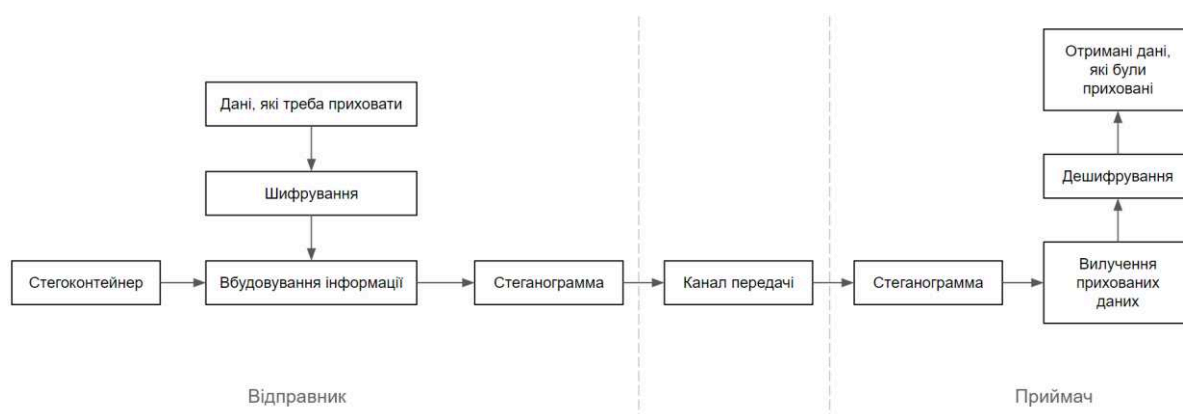 Дані, які треба приховати
Шифрування
Стегоконтейнер
Вбудовування інформації
Стеганограмма
Відправник
Канал передачі
Отримані дані,
які були
приховані
Дешифрування
Стеганограмма
Вилучення
прихованих
даних
Приймач